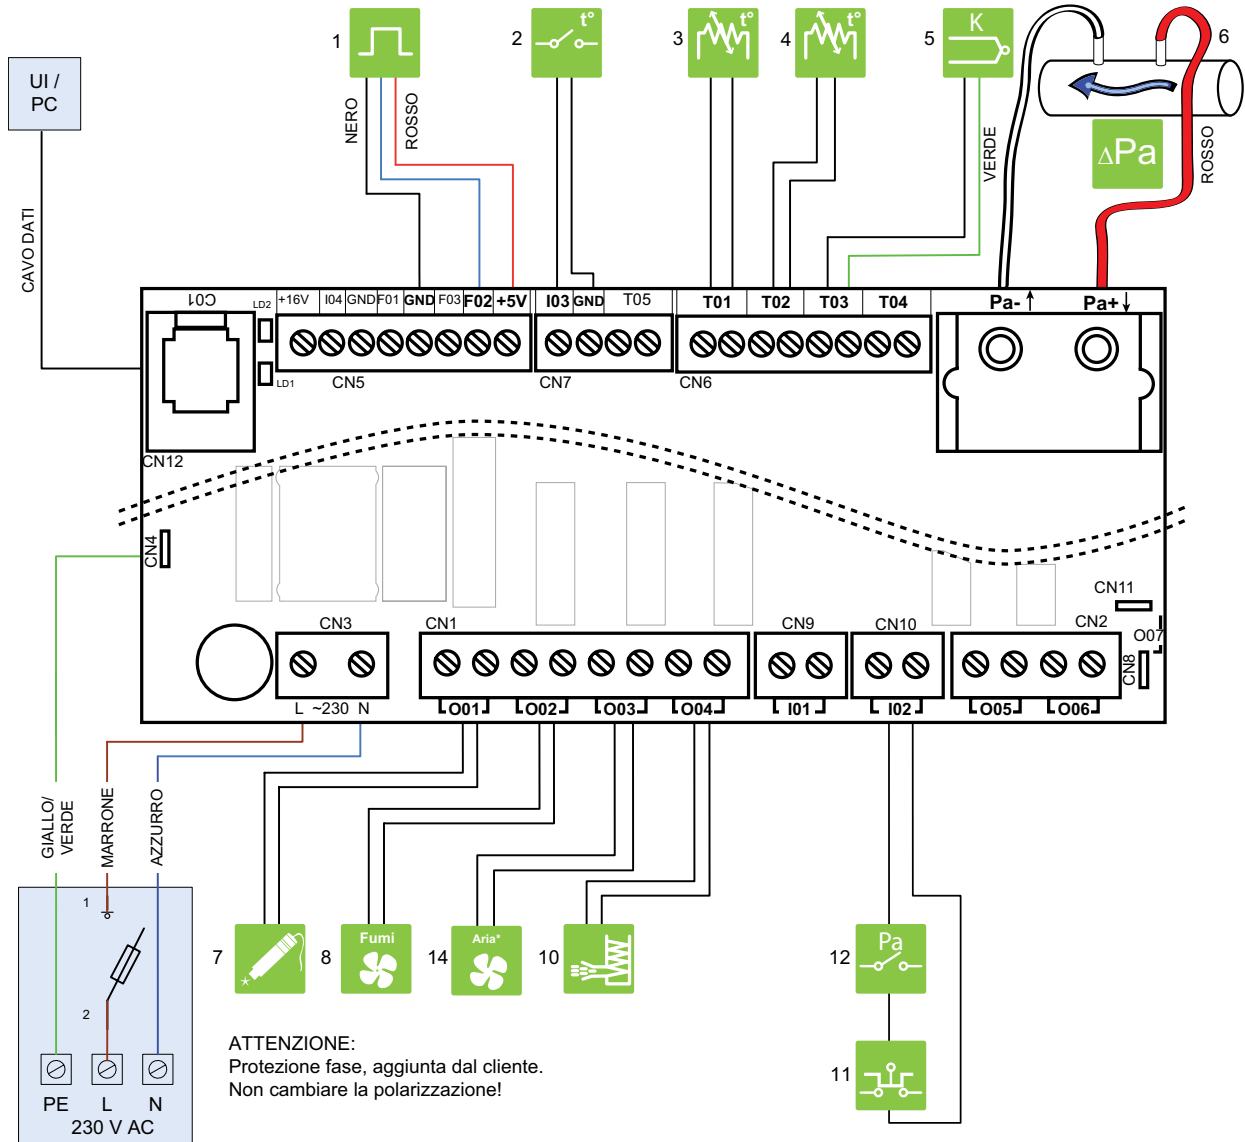 1
2
t°
3
t°
4
t°
5
K
6
UI /
PC
NERO
ROSSO
VERDE
ΔPa
ROSSO
CAVO DATI
C01
LD2
+16V
I04
GND
F01
GND
F03
F02
+5V
I03
GND
T05
T01
T02
T03
T04
Pa-
Pa+
LD1
CN5
CN7
CN6
CN12
CN4
CN11
CN3
CN1
CN9
CN10
CN2
O07
CN8
L ~230 N
O01
O02
O03
O04
I01
I02
O05
O06
GIALLO/
VERDE
MARRONE
AZZURRO
1
2
7
8
Fumi
14
Aria*
10
12
Pa
11
ATTENZIONE:
Protezione fase, aggiunta dal cliente.
Non cambiare la polarizzazione!
PE L N
230 V AC